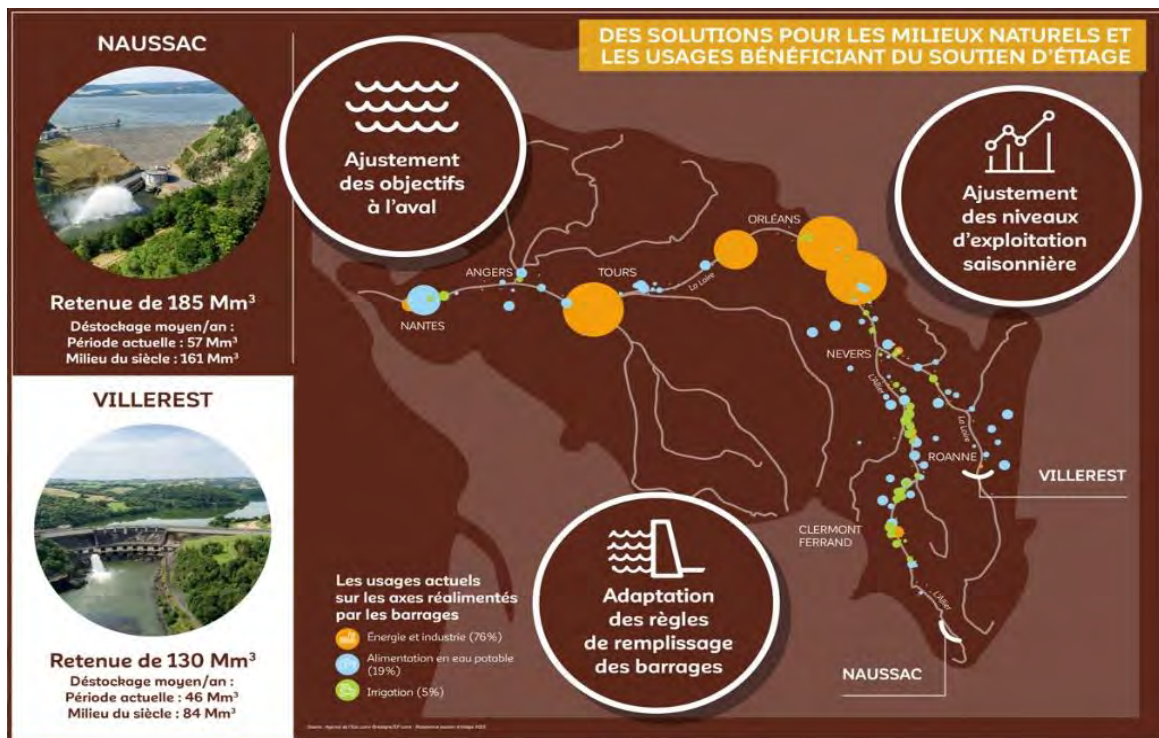 NAUSSAC
Retenue de 185 Mm³
Déstockage moyen/an :
Période actuelle : 57 Mm³
Milieu du siècle : 161 Mm³
VILLEREST
Retenue de 130 Mm³
Déstockage moyen/an :
Période actuelle : 46 Mm³
Milieu du siècle : 84 Mm³
DES SOLUTIONS POUR LES MILIEUX NATURELS ET
LES USAGES BÉNÉFICIANT DU SOUTIEN D'ÉTIAGE
Ajustement
des objectifs
à l'aval
Ajustement
des niveaux
d'exploitation
saisonnière
ORLÉANS
ANGERS
TOURS
La Loire
NANTES
NEVERS
L'Allier
La Loire
ROANNE
VILLEREST
CLERMONT
FERRAND
L'Allier
NAUSSAC
Adaptation
des règles
de remplissage
des barrages
Les usages actuels
sur les axes réalimentés
par les barrages
Énergie et industrie (76%)
Alimentation en eau potable
(19%)
Irrigation (5%)